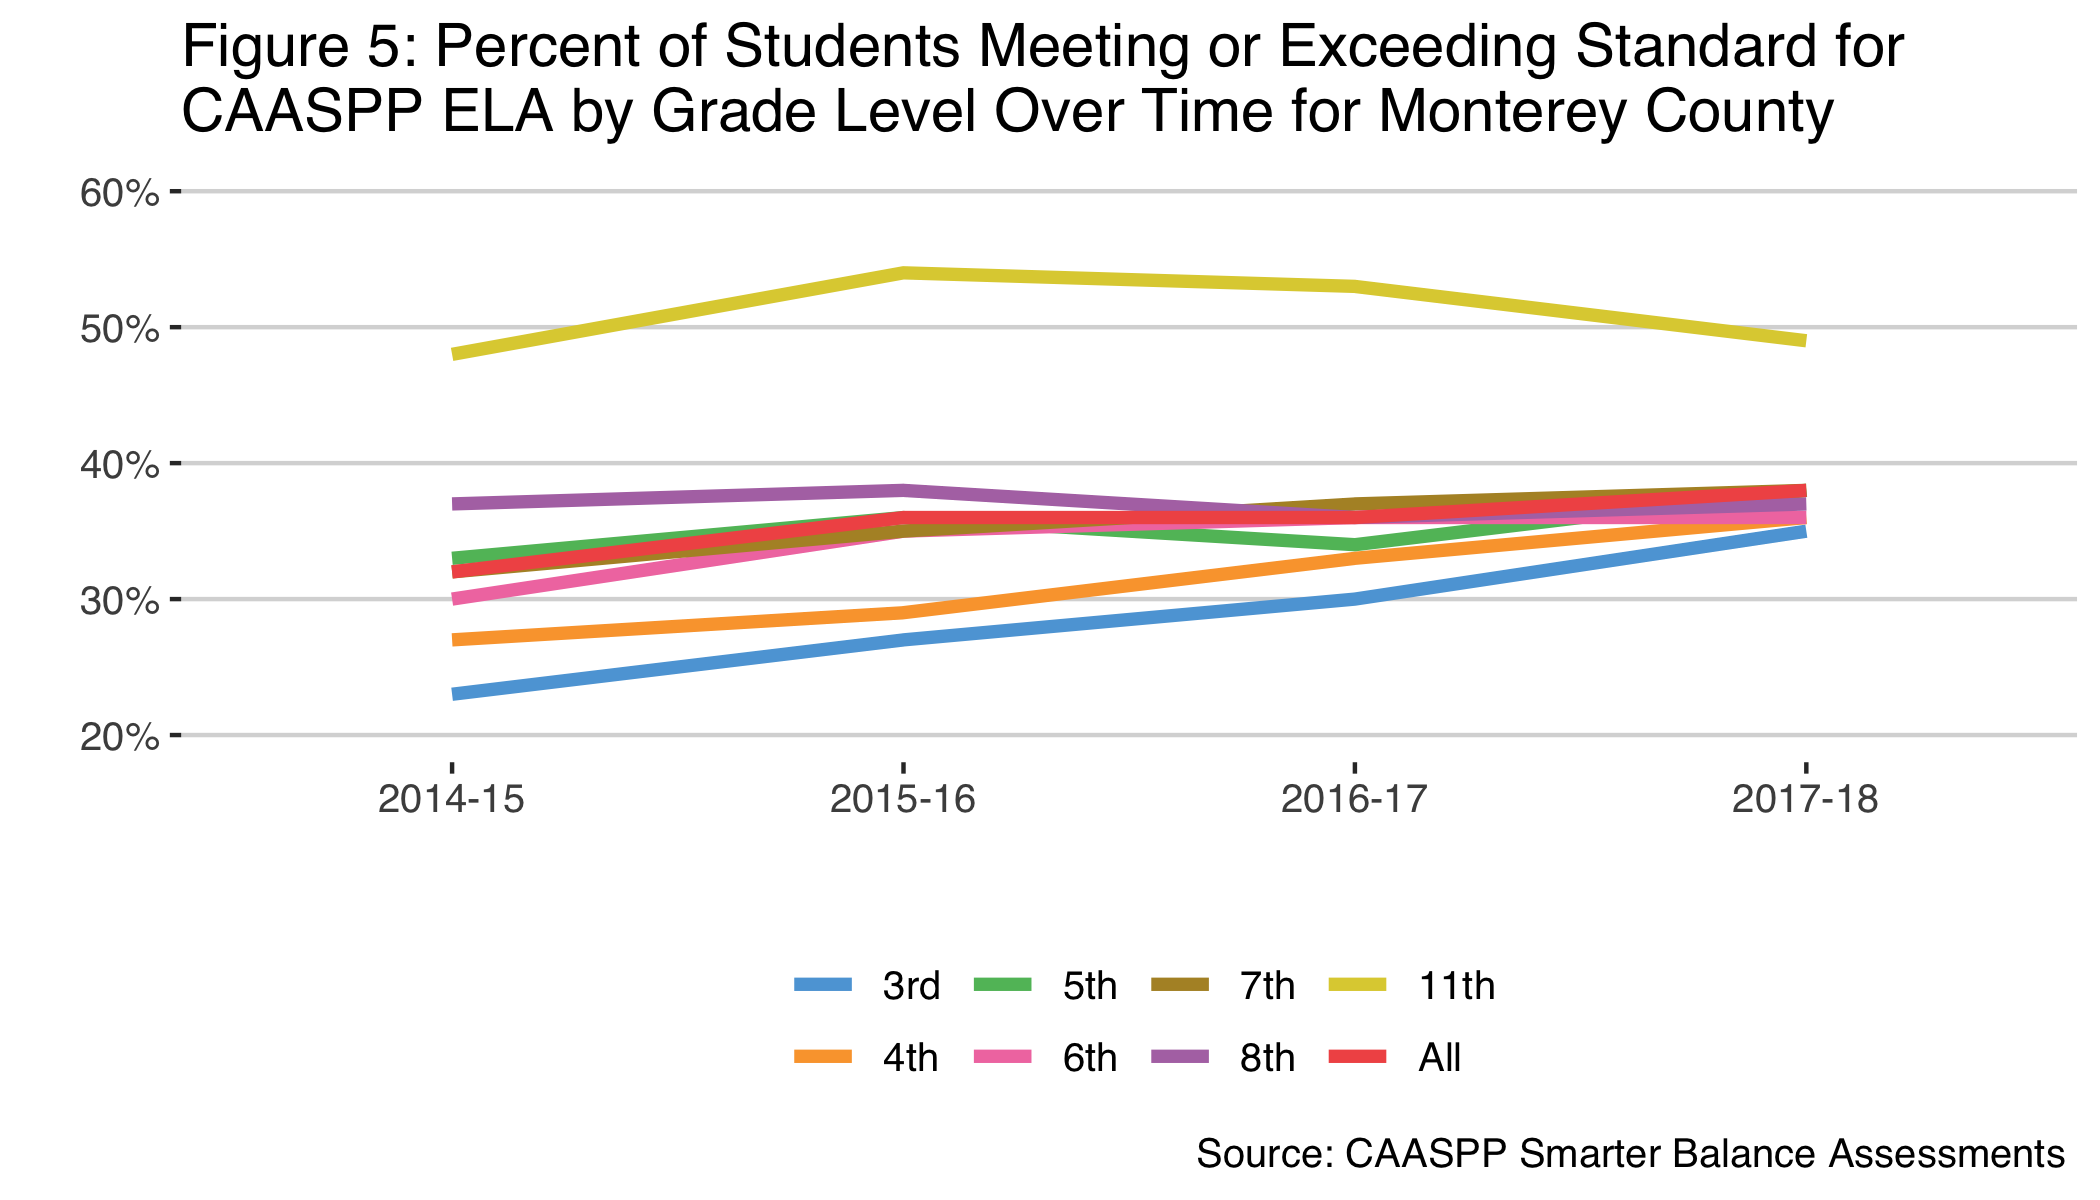 Figure 5: Percent of Students Meeting or Exceeding Standard for
CAASPP ELA by Grade Level Over Time for Monterey County
60%
50%
40%
30%
20%
2014-15 2015-16 2016-17 2017-18
3rd 5th 7th 11th
4th 6th 8th All
Source: CAASPP Smarter Balance Assessments